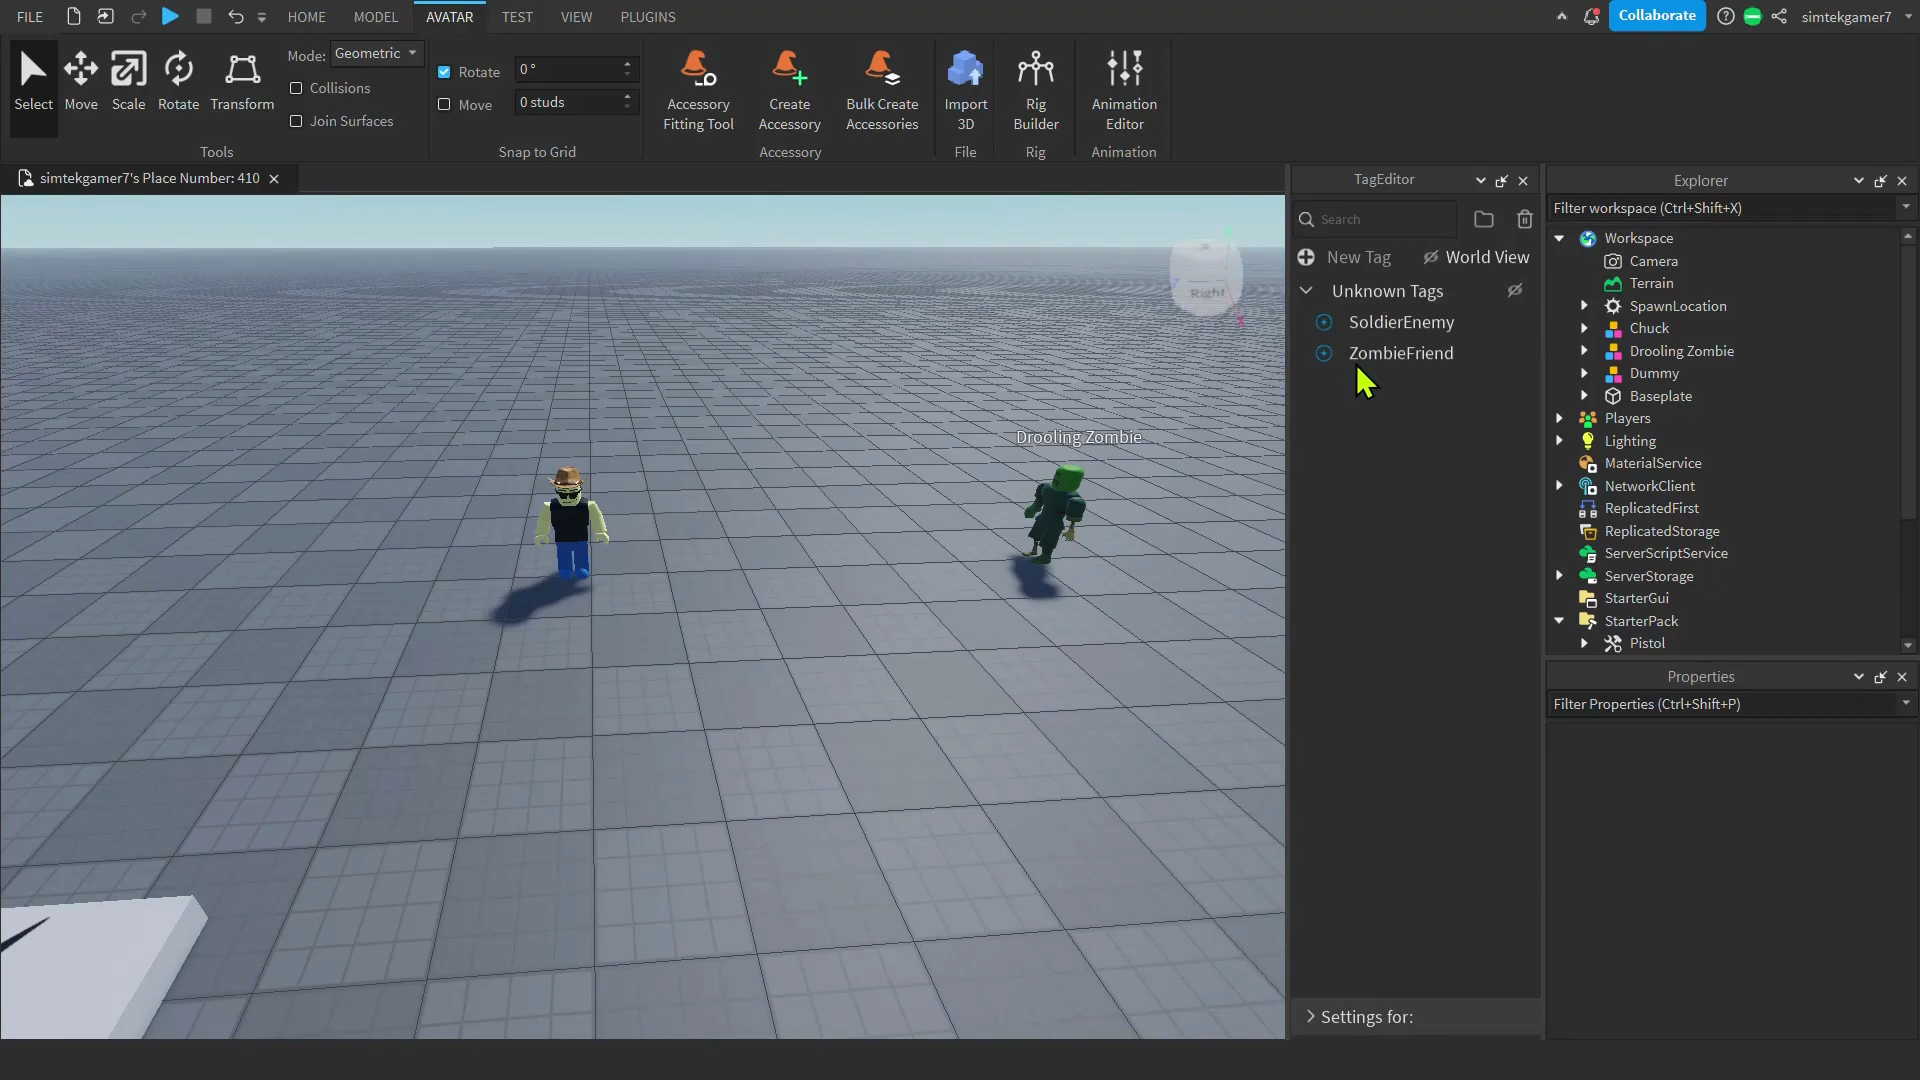 FILE
HOME
MODEL
AVATAR
TEST
VIEW
PLUGINS
Collaborate
simtekgamer7
Select
Move
Scale
Rotate
Transform
Mode: Geometric
Collisions
Join Surfaces
Tools
Rotate 0 °
Move 0 studs
Snap to Grid
Accessory
Fitting Tool
Create
Accessory
Bulk Create
Accessories
Accessory
Import
3D
File
Rig
Builder
Rig
Animation
Editor
Animation
simtekgamer7's Place Number: 410
Right
Drooling Zombie
TagEditor
Search
New Tag
World View
Unknown Tags
SoldierEnemy
ZombieFriend
Settings for:
Explorer
Filter workspace (Ctrl+Shift+X)
Workspace
Camera
Terrain
SpawnLocation
Chuck
Drooling Zombie
Dummy
Baseplate
Players
Lighting
MaterialService
NetworkClient
ReplicatedFirst
ReplicatedStorage
ServerScriptService
ServerStorage
StarterGui
StarterPack
Pistol
Properties
Filter Properties (Ctrl+Shift+P)